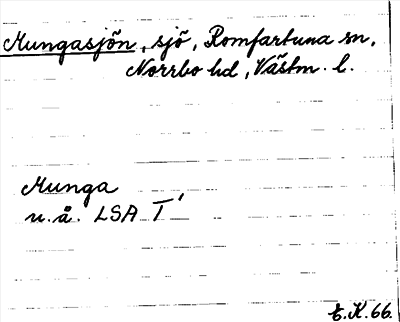 Mungasjön, sjö, Romfartuna sn,
Norrbo hd, Västm. l.
Munga
u.å. LSA T'
E.K.66.